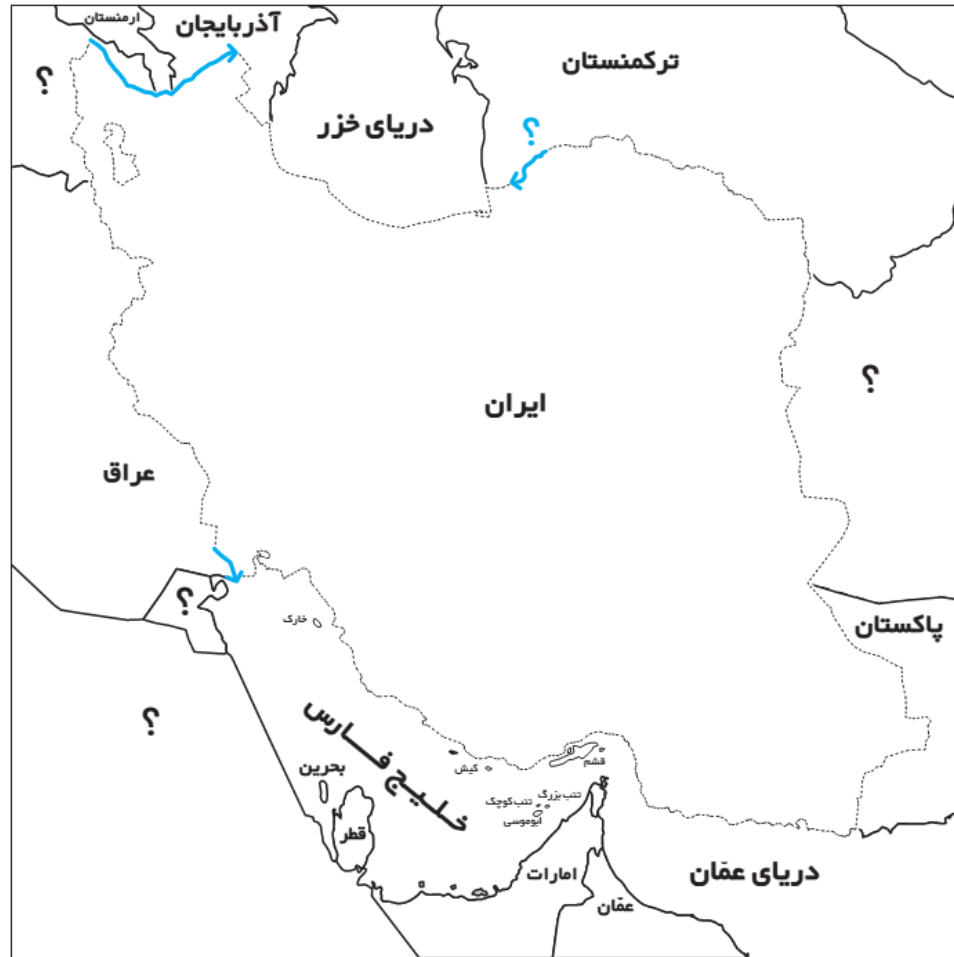 ارمنستان
آذربایجان
ترکمنستان
؟
دریای خزر
؟
؟
ایران
عراق
؟
خارک
پاکستان
؟
خلیج فارس
قشم
کیش
بحرین
تنب بزرگ
تنب کوچک
ابوموسی
قطر
امارات
دریای عمّان
عمّان